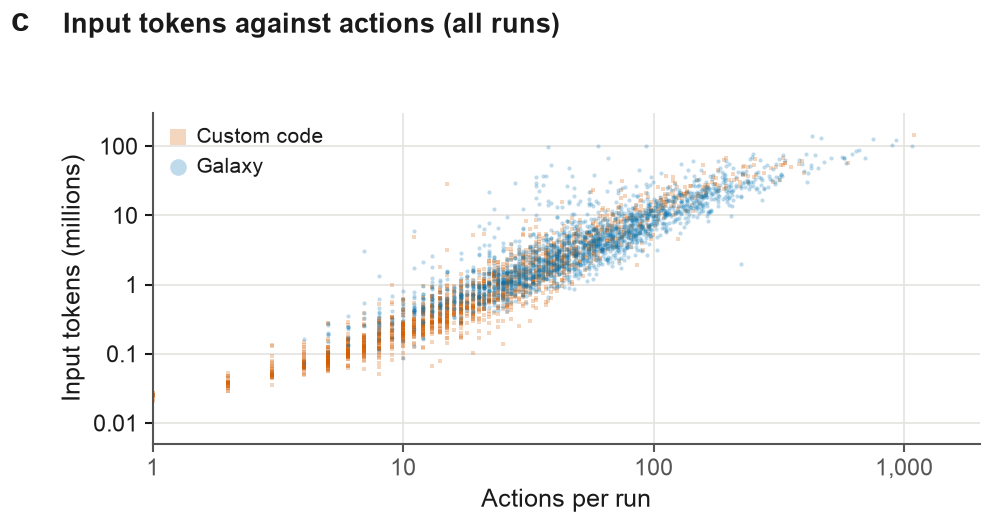 C Input tokens against actions (all runs)
Custom code
Galaxy
Input tokens (millions)
100
10
1
0.1
0.01
1 10 100 1,000
Actions per run